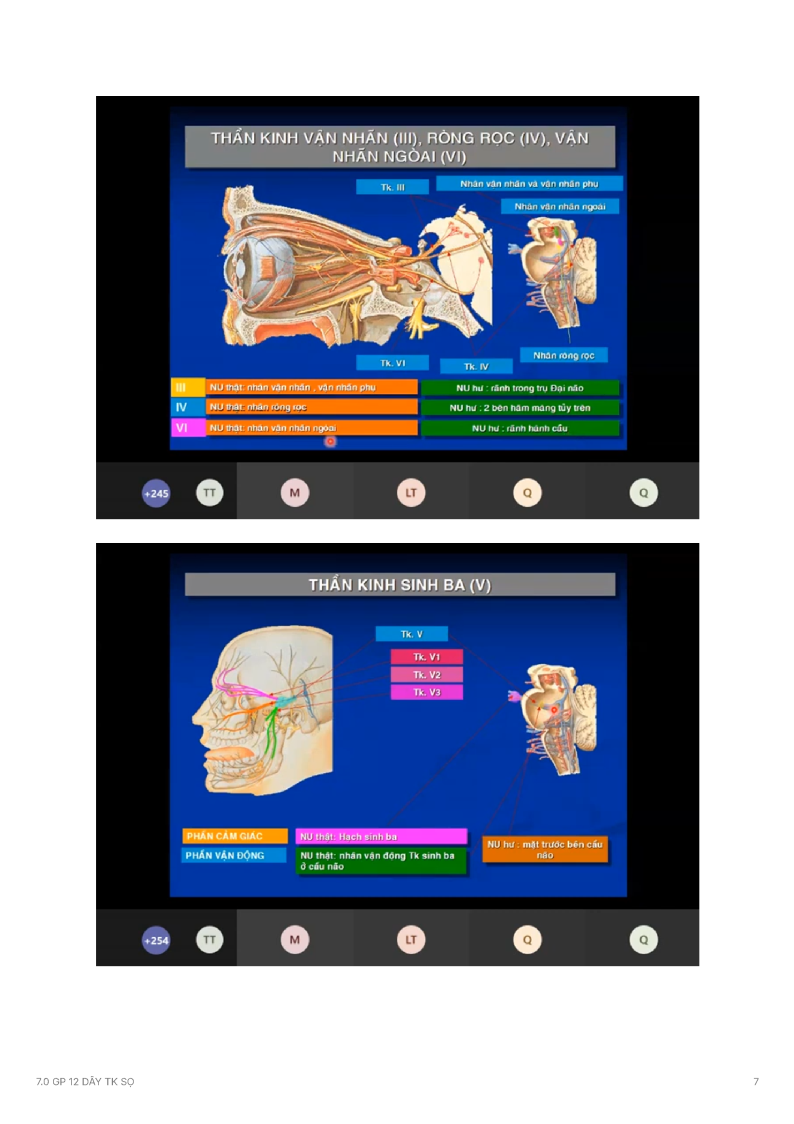 THẦN KINH VẬN NHÃN (III), RÒNG RỌC (IV), VẬN
NHÃN NGÒAI (VI)
Tk. III
Nhân vận nhãn và vận nhãn phụ
Nhân vận nhãn ngoài
Tk. VI
Tk. IV
Nhân ròng rọc
III
NU thật: nhân vận nhãn , vận nhãn phụ
NU hư : rãnh trong trụ Đại não
IV
NU thật: nhân ròng rọc
NU hư : 2 bên hãm màng tủy trên
VI
NU thật: nhân vận nhãn ngoài
NU hư : rãnh hành cầu
+245
TT
M
LT
Q
Q
THẦN KINH SINH BA (V)
Tk. V
Tk. V1
Tk. V2
Tk. V3
PHẦN CẢM GIÁC
NU thật: Hạch sinh ba
PHẦN VẬN ĐỘNG
NU thật: nhân vận động Tk sinh ba
ở cầu não
NU hư : mặt trước bên cầu
não
+254
TT
M
LT
Q
Q
7.0 GP 12 DÂY TK SỌ
7